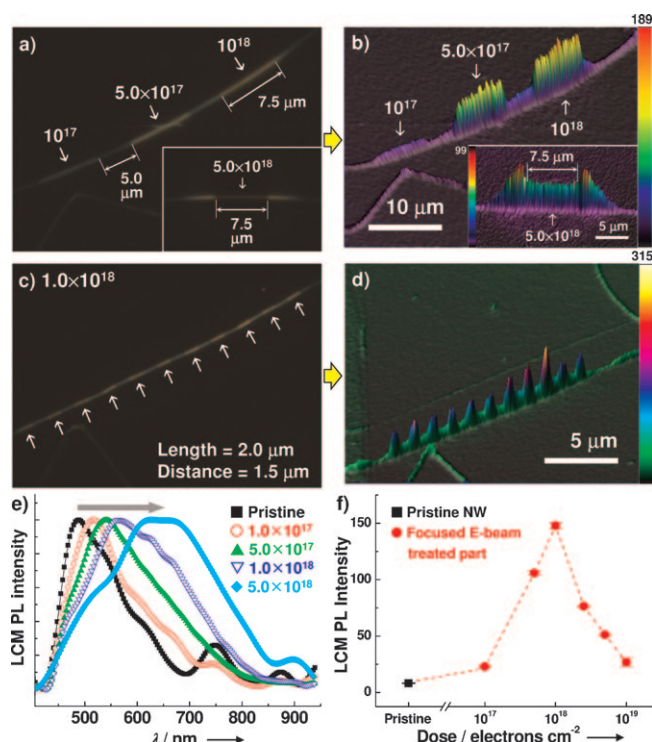 a)
10¹⁸
5.0×10¹⁷
10¹⁷
7.5 μm
5.0
μm
5.0×10¹⁸
7.5
μm
b)
189
5.0×10¹⁷
10¹⁷
10¹⁸
10 μm
99
7.5 μm
5.0×10¹⁸
5 μm
c) 1.0×10¹⁸
Length = 2.0 μm
Distance = 1.5 μm
d)
315
5 μm
e)
LCM PL intensity
Pristine
1.0×10¹⁷
5.0×10¹⁷
1.0×10¹⁸
5.0×10¹⁸
500 600 700 800 900
λ / nm
f)
LCM PL Intensity
Pristine NW
Focused E-beam
treated part
150
100
50
0
Pristine 10¹⁷ 10¹⁸ 10¹⁹
Dose / electrons cm⁻²